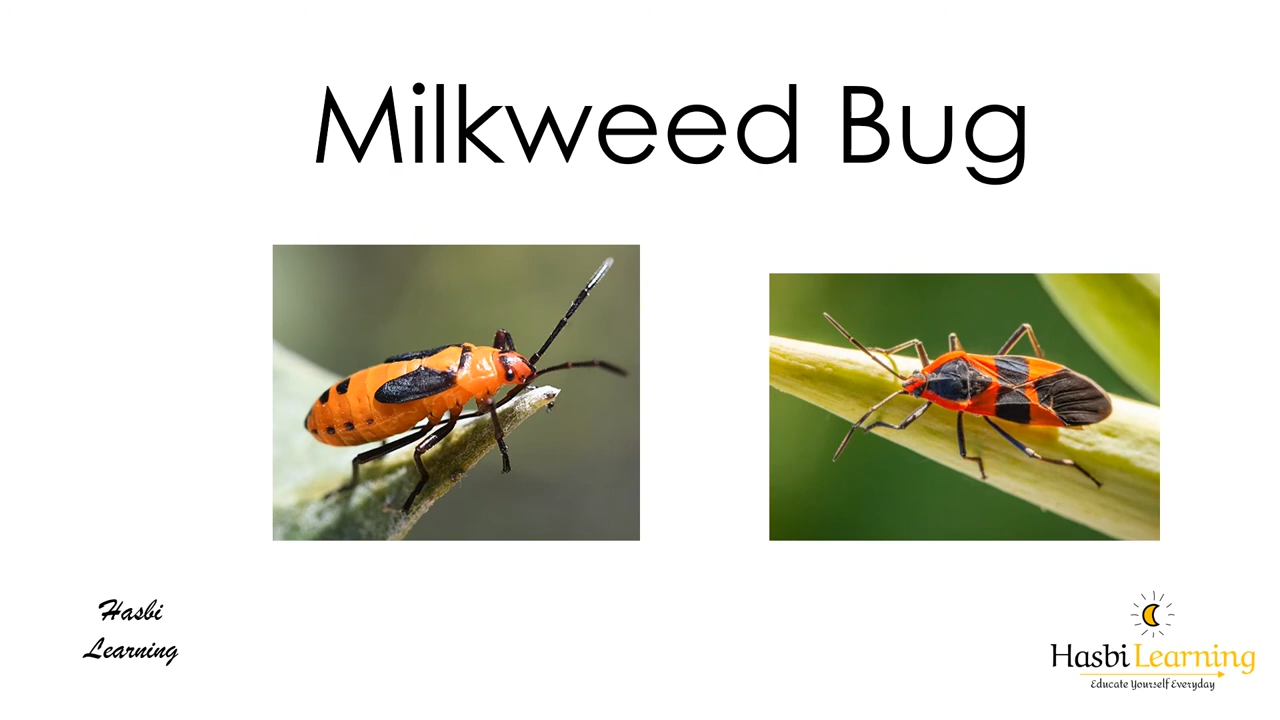 Milkweed Bug
Hasbi
Learning
Hasbi Learning
Educate Yourself Everyday